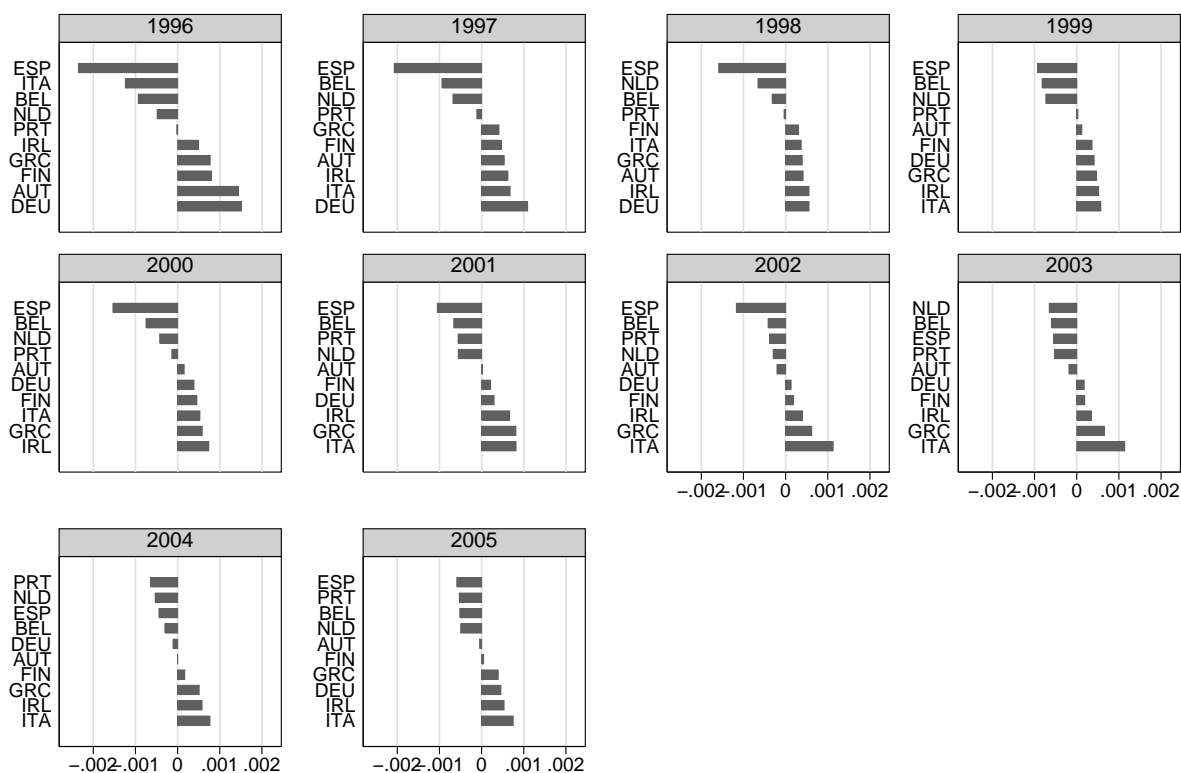 1996
ESP
ITA
BEL
NLD
PRT
IRL
GRC
FIN
AUT
DEU
1997
ESP
BEL
NLD
PRT
GRC
FIN
AUT
IRL
ITA
DEU
1998
ESP
NLD
BEL
PRT
FIN
ITA
GRC
AUT
IRL
DEU
1999
ESP
BEL
NLD
PRT
AUT
FIN
DEU
GRC
IRL
ITA
2000
ESP
BEL
NLD
PRT
AUT
DEU
FIN
ITA
GRC
IRL
2001
ESP
BEL
PRT
NLD
AUT
FIN
DEU
IRL
GRC
ITA
2002
ESP
BEL
PRT
NLD
AUT
DEU
FIN
IRL
GRC
ITA
−.002 −.001 0 .001 .002
2003
NLD
BEL
ESP
PRT
AUT
DEU
FIN
IRL
GRC
ITA
−.002 −.001 0 .001 .002
2004
PRT
NLD
ESP
BEL
DEU
AUT
FIN
GRC
IRL
ITA
−.002 −.001 0 .001 .002
2005
ESP
PRT
BEL
NLD
AUT
FIN
GRC
DEU
IRL
ITA
−.002 −.001 0 .001 .002